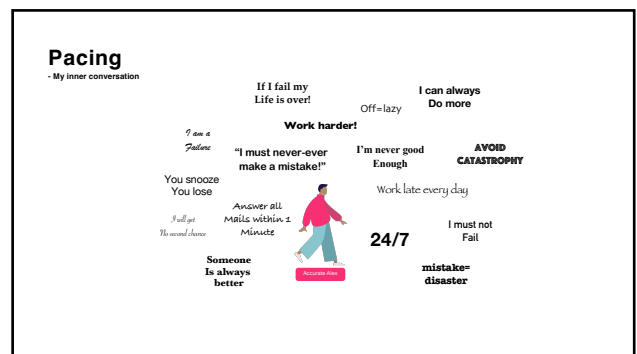 Pacing
- My inner conversation
If I fail my
Life is over!
I can always
Do more
Off=lazy
Work harder!
I am a
Failure
"I must never-ever
make a mistake!"
I'm never good
Enough
AVOID
CATASTROPHY
You snooze
You lose
Work late every day
Answer all
Mails within 1
Minute
I will get
No second chance
24/7
I must not
Fail
Someone
Is always
better
mistake=
disaster
Accurate Alex